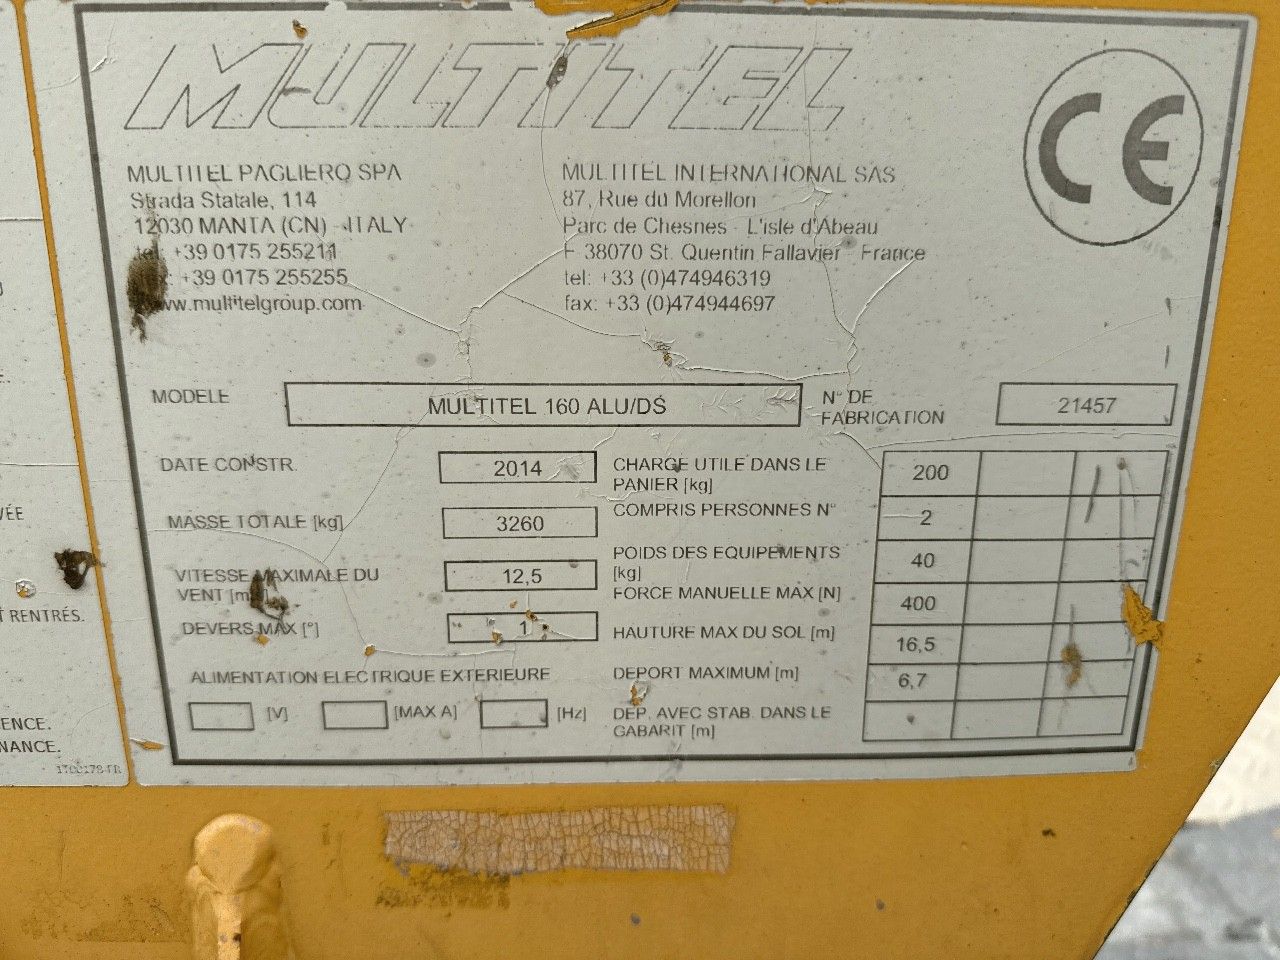 MULTITEL
CE
MULTITEL PAGLIERO SPA
Strada Statale, 114
12030 MANTA (CN) - ITALY
tel: +39 0175 255211
+39 0175 255255
www.multitelgroup.com
MULTITEL INTERNATIONAL SAS
87, Rue du Morellon
Parc de Chesnes - L'isle d'Abeau
F 38070 St. Quentin Fallavier - France
tel: +33 (0)474946319
fax: +33 (0)474944697
MODELE MULTITEL 160 ALU/DS
N° DE FABRICATION 21457
DATE CONSTR. 2014
MASSE TOTALE [kg] 3260
VITESSE MAXIMALE DU
VENT 12,5
DEVERS MAX [°] 1
ALIMENTATION ELECTRIQUE EXTERIEURE
[V] [MAX A] [Hz]
CHARGE UTILE DANS LE
PANIER [kg] 200
COMPRIS PERSONNES N° 2
POIDS DES EQUIPEMENTS
[kg] 40
FORCE MANUELLE MAX [N] 400
HAUTURE MAX DU SOL [m] 16,5
DEPORT MAXIMUM [m] 6,7
DEP. AVEC STAB. DANS LE
GABARIT [m]
RENTRÉS.